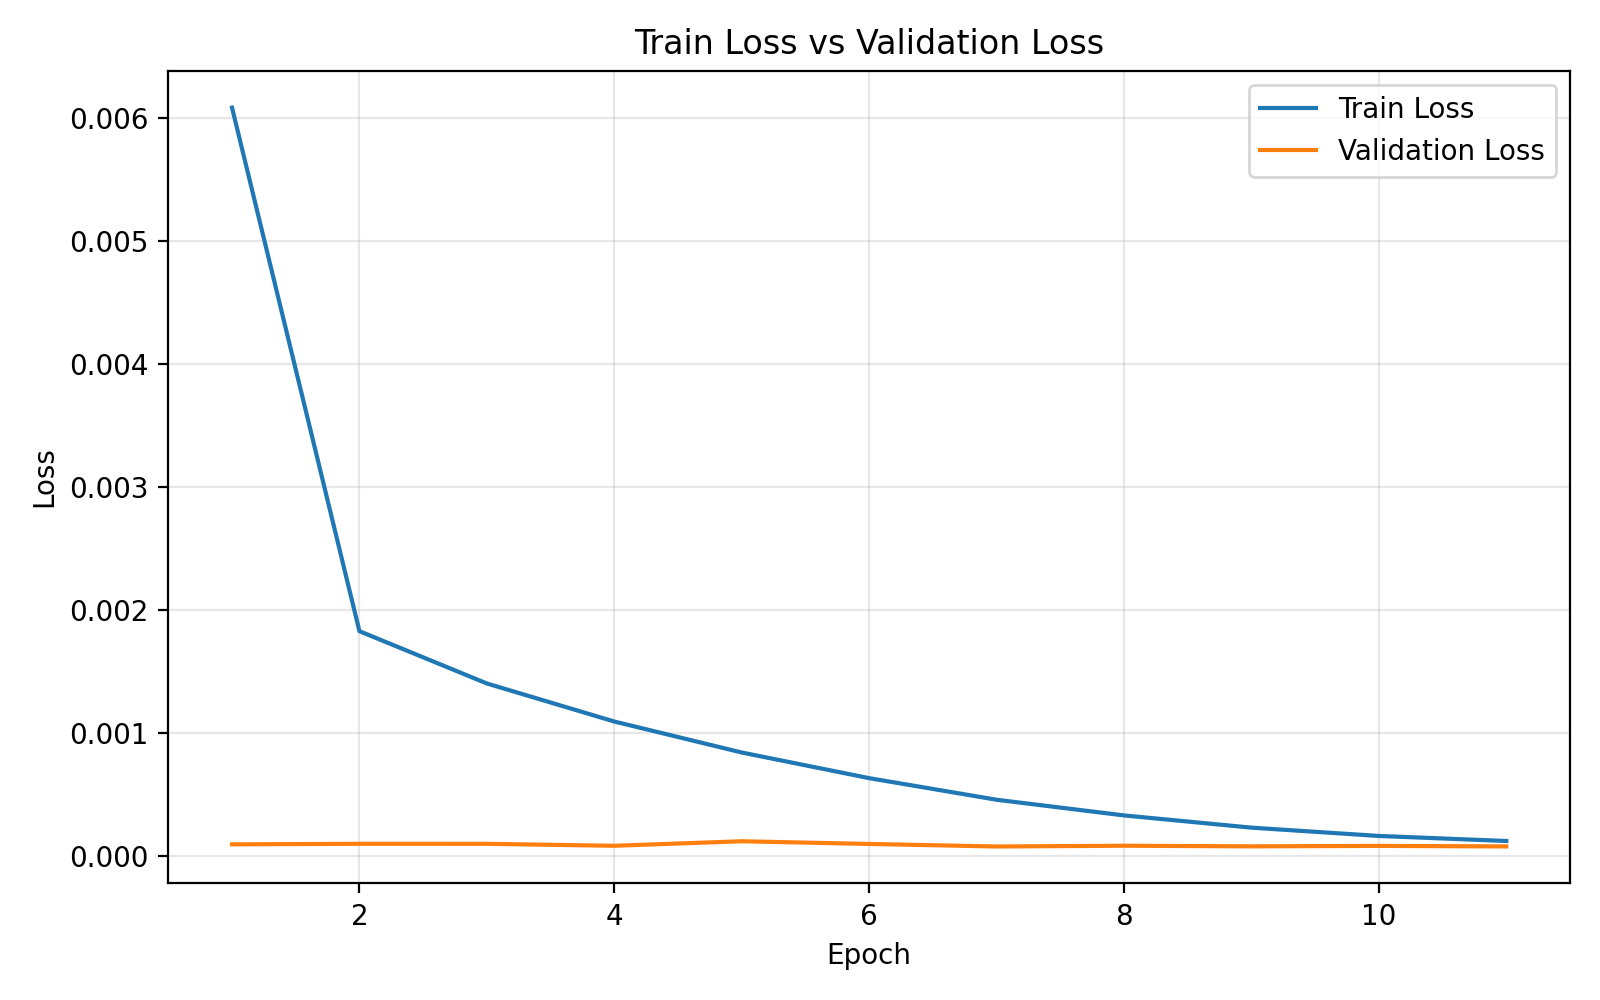 Train Loss vs Validation Loss
Train Loss
Validation Loss
0.006
0.005
0.004
0.003
0.002
0.001
0.000
Loss
2 4 6 8 10
Epoch